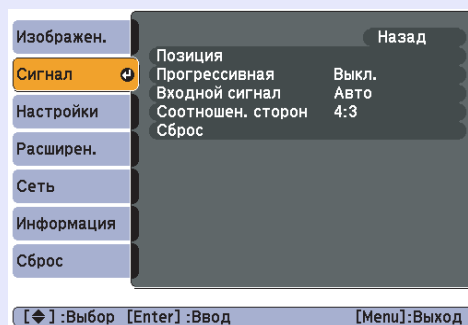 Изображен.
Сигнал
Настройки
Расширен.
Сеть
Информация
Сброс
Назад
Позиция
Прогрессивная Выкл.
Входной сигнал Авто
Соотношен. сторон 4:3
Сброс
[◆] :Выбор [Enter] :Ввод [Menu]:Выход